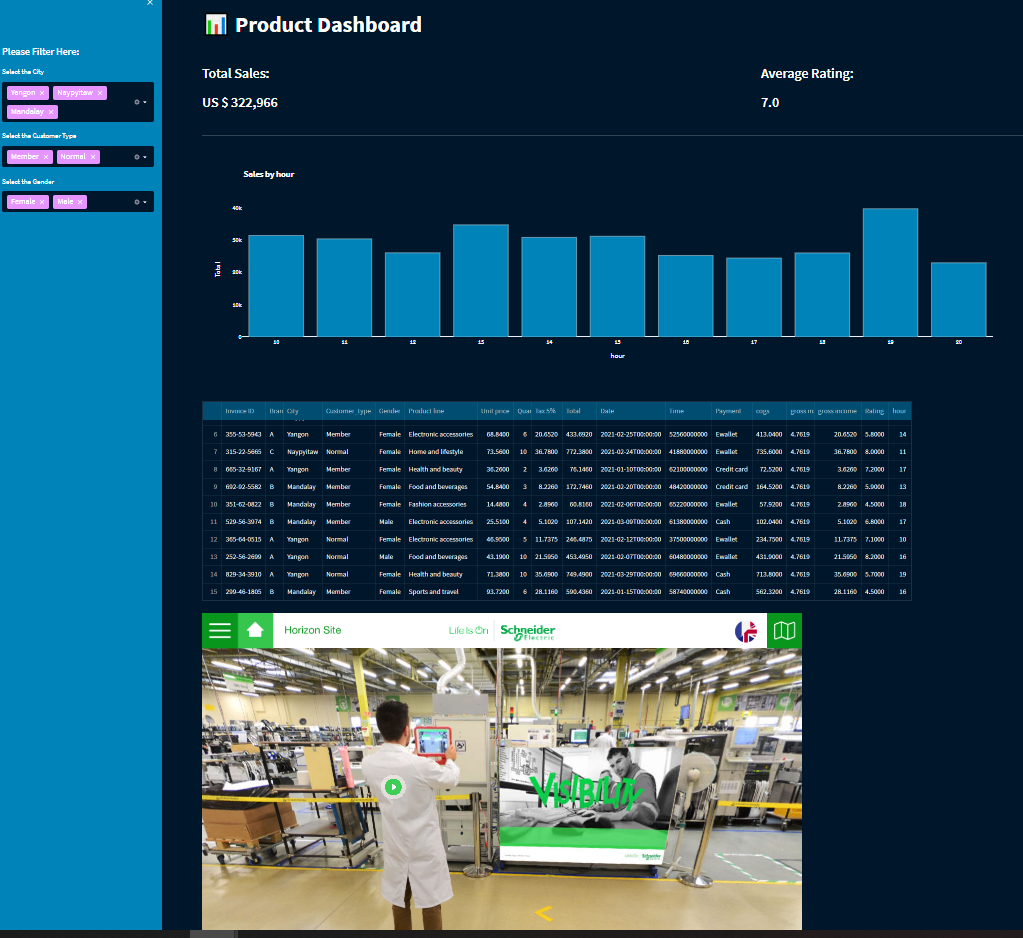 ×
Product Dashboard
Please Filter Here:
Total Sales:
Average Rating:
Select the City
Yangon × Naypyitaw ×
Mandalay ×
US $ 322,966
7.0
Select the Customer Type
Member × Normal ×
Select the Gender
Female × Male ×
Sales by hour
40k
30k
20k
10k
0
Total
10 11 12 13 14 15 16 17 18 19 20
hour
Invoice ID Bran City Customer_type Gender Product line Unit price Quan Tax 5% Total Date Time Payment cogs gross m gross income Rating hour
6 355-53-5943 A Yangon Member Female Electronic accessories 68.8400 6 20.6520 433.6920 2021-02-25T00:00:00 52560000000 Ewallet 413.0400 4.7619 20.6520 5.8000 14
7 315-22-5665 C Naypyitaw Normal Female Home and lifestyle 73.5600 10 36.7800 772.3800 2021-02-24T00:00:00 41880000000 Ewallet 735.6000 4.7619 36.7800 8.0000 11
8 665-32-9167 A Yangon Member Female Health and beauty 36.2600 2 3.6260 76.1460 2021-01-10T00:00:00 62100000000 Credit card 72.5200 4.7619 3.6260 7.2000 17
9 692-92-5582 B Mandalay Member Female Food and beverages 54.8400 3 8.2260 172.7460 2021-02-20T00:00:00 48420000000 Credit card 164.5200 4.7619 8.2260 5.9000 13
10 351-62-0822 B Mandalay Member Female Fashion accessories 14.4800 4 2.8960 60.8160 2021-02-06T00:00:00 65220000000 Ewallet 57.9200 4.7619 2.8960 4.5000 18
11 529-56-3974 B Mandalay Member Male Electronic accessories 25.5100 4 5.1020 107.1420 2021-03-09T00:00:00 61380000000 Cash 102.0400 4.7619 5.1020 6.8000 17
12 365-64-0515 A Yangon Normal Female Electronic accessories 46.9500 5 11.7375 246.4875 2021-02-12T00:00:00 37500000000 Ewallet 234.7500 4.7619 11.7375 7.1000 10
13 252-56-2699 A Yangon Normal Male Food and beverages 43.1900 10 21.5950 453.4950 2021-02-07T00:00:00 60480000000 Ewallet 431.9000 4.7619 21.5950 8.2000 16
14 829-34-3910 A Yangon Normal Female Health and beauty 71.3800 10 35.6900 749.4900 2021-03-29T00:00:00 69660000000 Cash 713.8000 4.7619 35.6900 5.7000 19
15 299-46-1805 B Mandalay Member Female Sports and travel 93.7200 6 28.1160 590.4360 2021-01-15T00:00:00 58740000000 Cash 562.3200 4.7619 28.1160 4.5000 16
Horizon Site
Life Is On Schneider Electric
VISIBILITY
Schneider